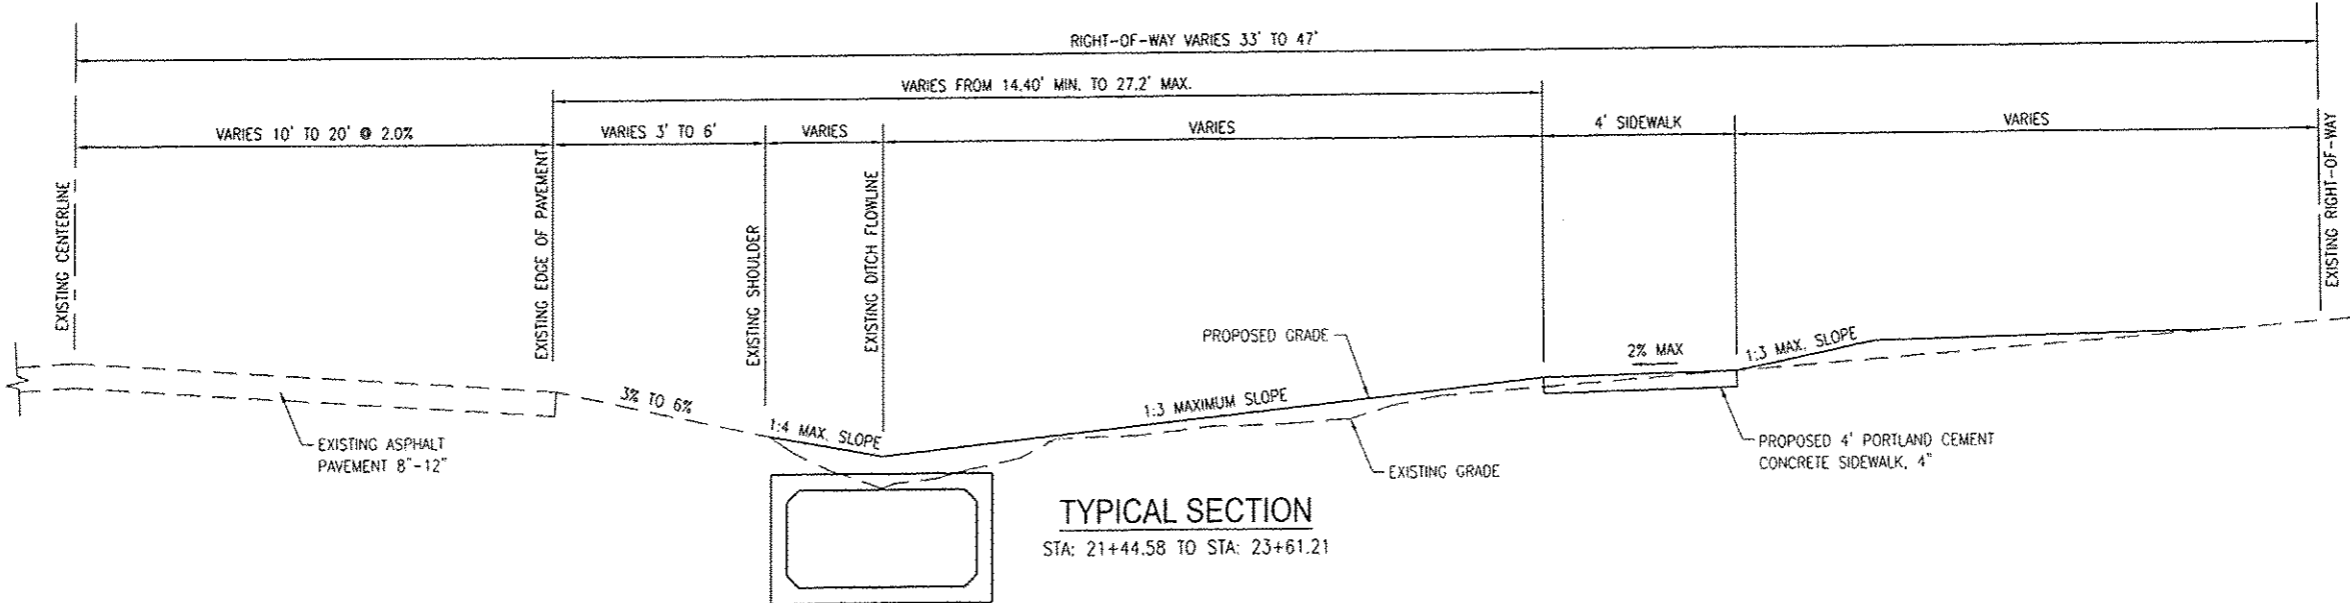 RIGHT-OF-WAY VARIES 33' TO 47'
VARIES FROM 14.40' MIN. TO 27.2' MAX.
VARIES 10' TO 20' @ 2.0%
VARIES 3' TO 6'
VARIES
VARIES
4' SIDEWALK
VARIES
EXISTING CENTERLINE
EXISTING EDGE OF PAVEMENT
EXISTING SHOULDER
EXISTING DITCH FLOWLINE
EXISTING RIGHT-OF-WAY
PROPOSED GRADE
2% MAX
1:3 MAX. SLOPE
3% TO 6%
1:4 MAX. SLOPE
1:3 MAXIMUM SLOPE
EXISTING ASPHALT
PAVEMENT 8"-12"
EXISTING GRADE
PROPOSED 4' PORTLAND CEMENT
CONCRETE SIDEWALK, 4"
TYPICAL SECTION
STA: 21+44.58 TO STA: 23+61.21